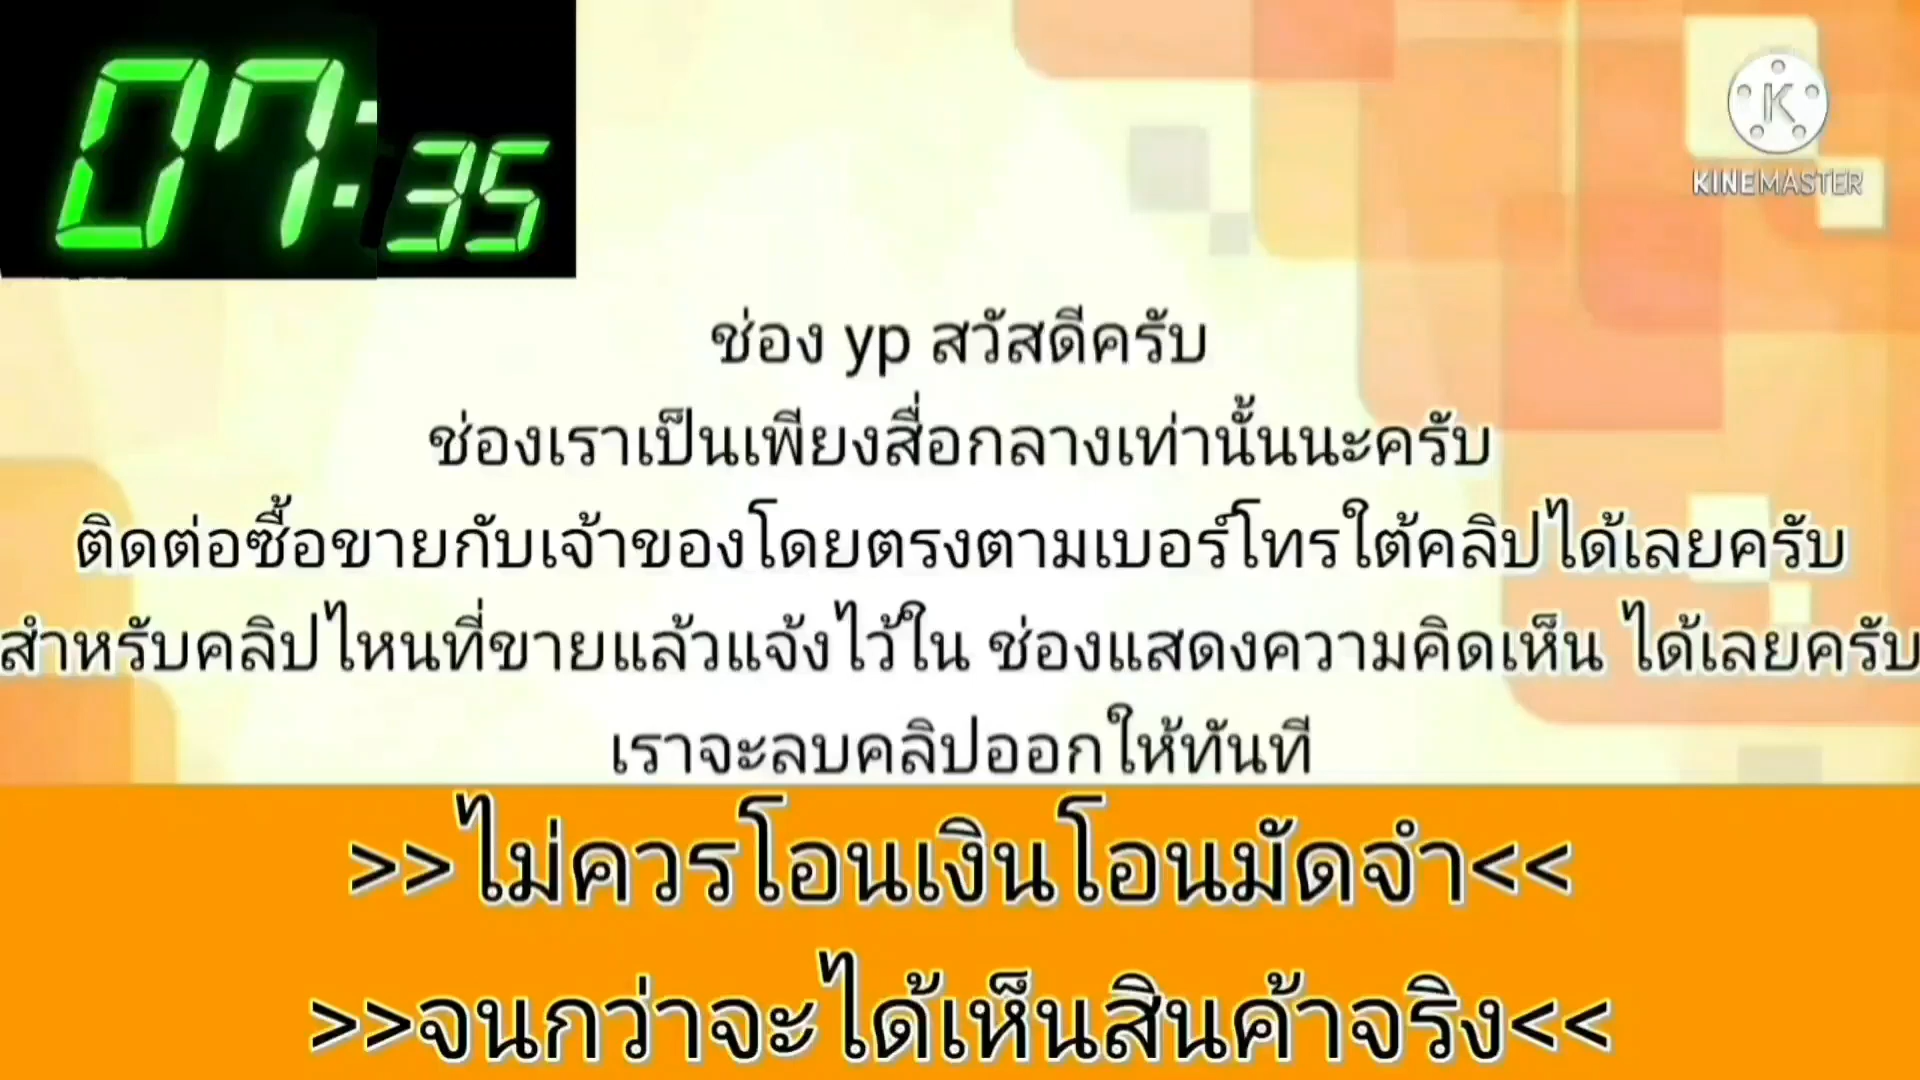 07:35
KINEMASTER
ช่อง yp สวัสดีครับ
ช่องเราเป็นเพียงสื่อกลางเท่านั้นนะครับ
ติดต่อซื้อขายกับเจ้าของโดยตรงตามเบอร์โทรใต้คลิปได้เลยครับ
สำหรับคลิปไหนที่ขายแล้วแจ้งไว้ใน ช่องแสดงความคิดเห็น ได้เลยครับ
เราจะลบคลิปออกให้ทันที
>>ไม่ควรโอนเงินโอนมัดจำ<<
>>จนกว่าจะได้เห็นสินค้าจริง<<